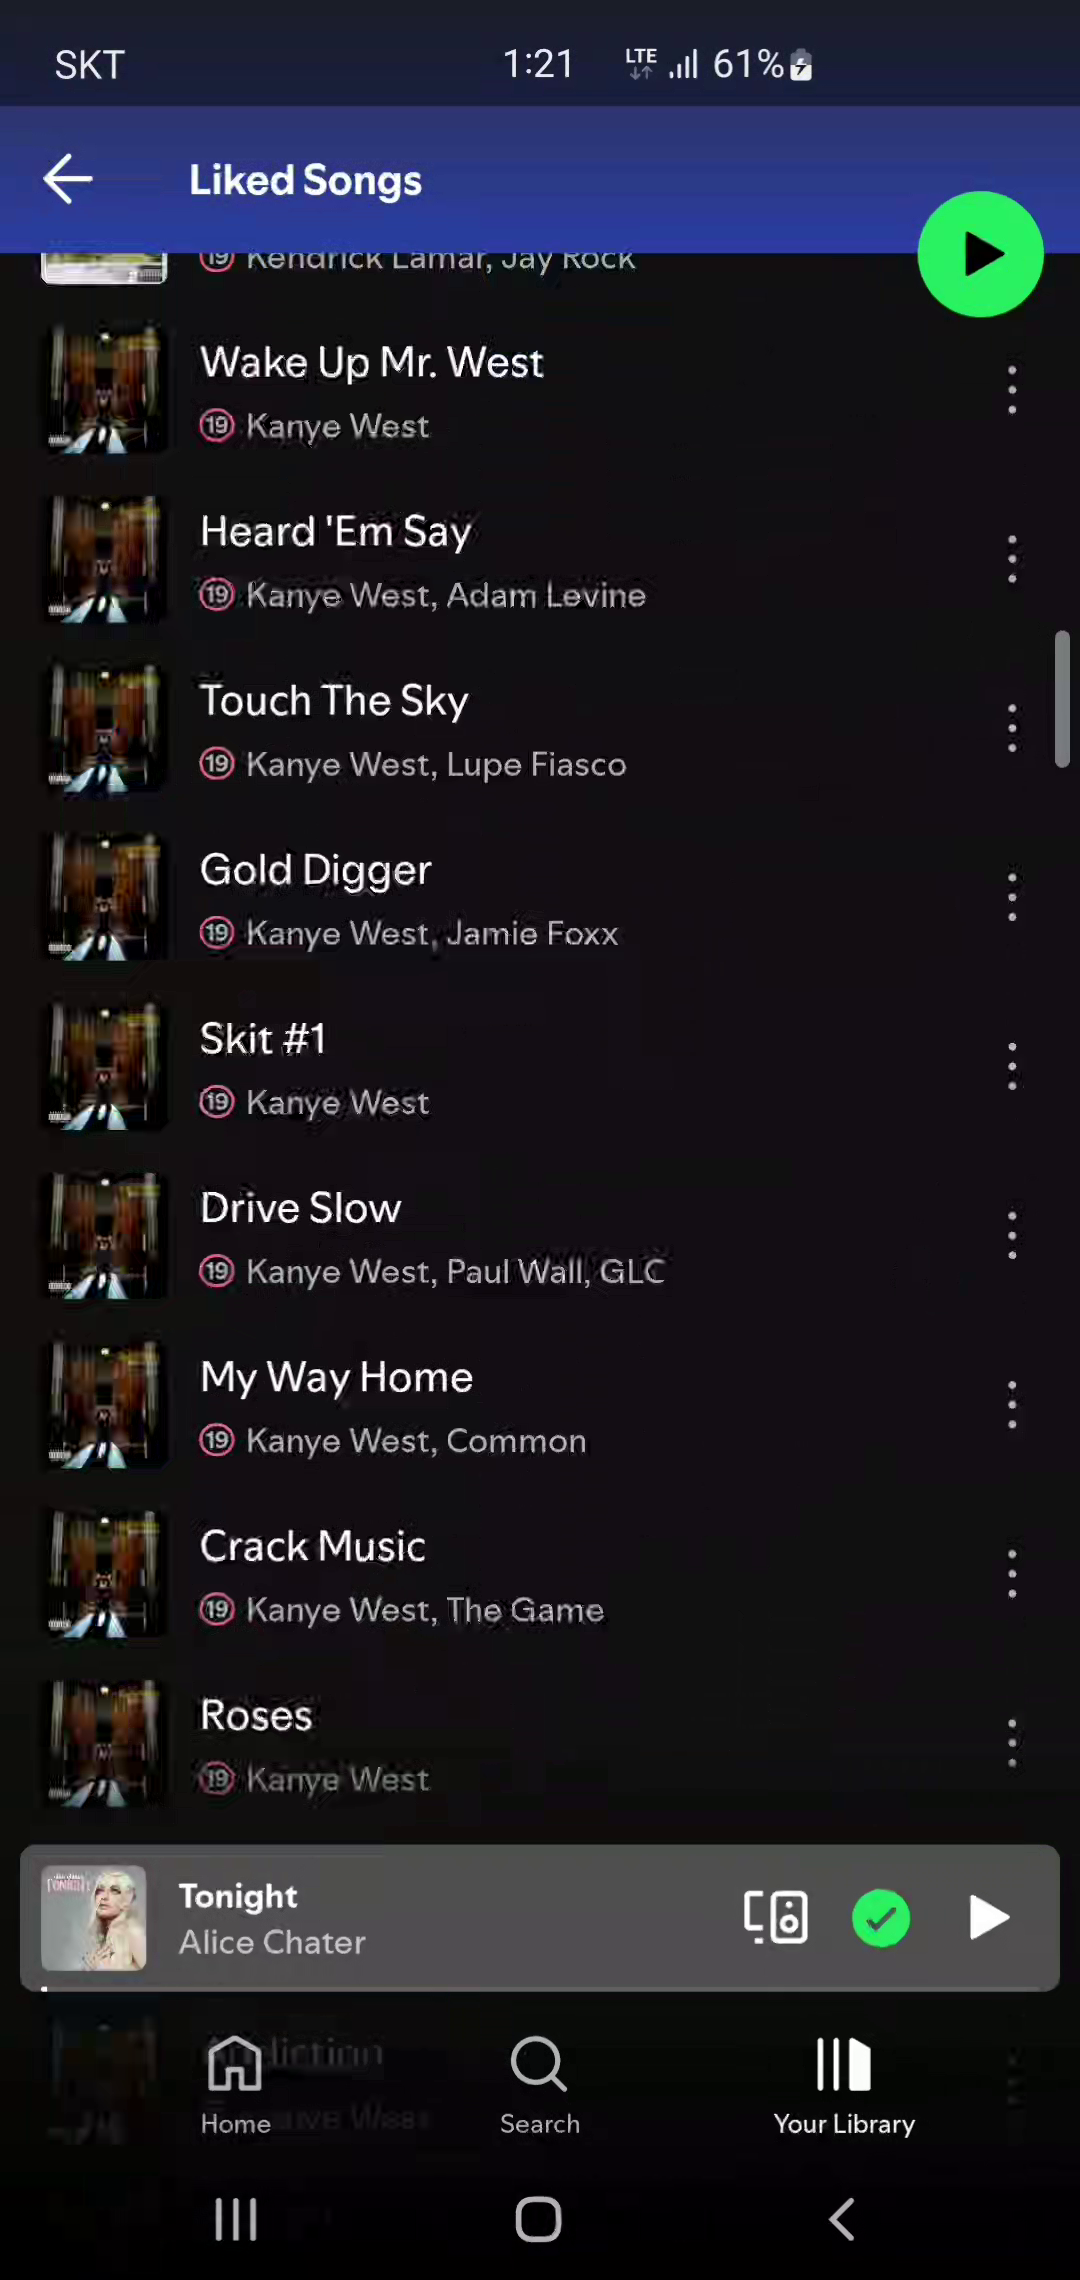 SKT 1:21 LTE 61%
Liked Songs
19 Kendrick Lamar, Jay Rock
Wake Up Mr. West
19 Kanye West
Heard 'Em Say
19 Kanye West, Adam Levine
Touch The Sky
19 Kanye West, Lupe Fiasco
Gold Digger
19 Kanye West, Jamie Foxx
Skit #1
19 Kanye West
Drive Slow
19 Kanye West, Paul Wall, GLC
My Way Home
19 Kanye West, Common
Crack Music
19 Kanye West, The Game
Roses
19 Kanye West
TONIGHT
Tonight
Alice Chater
Home Search Your Library